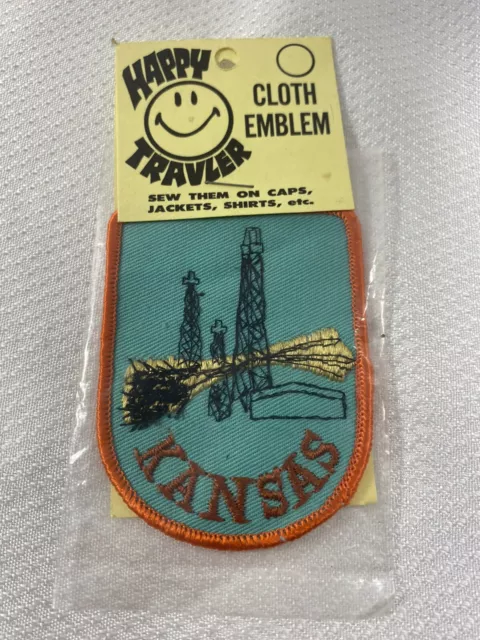 HAPPY
TRAVLER
CLOTH
EMBLEM
SEW THEM ON CAPS,
JACKETS, SHIRTS, etc.
KANSAS